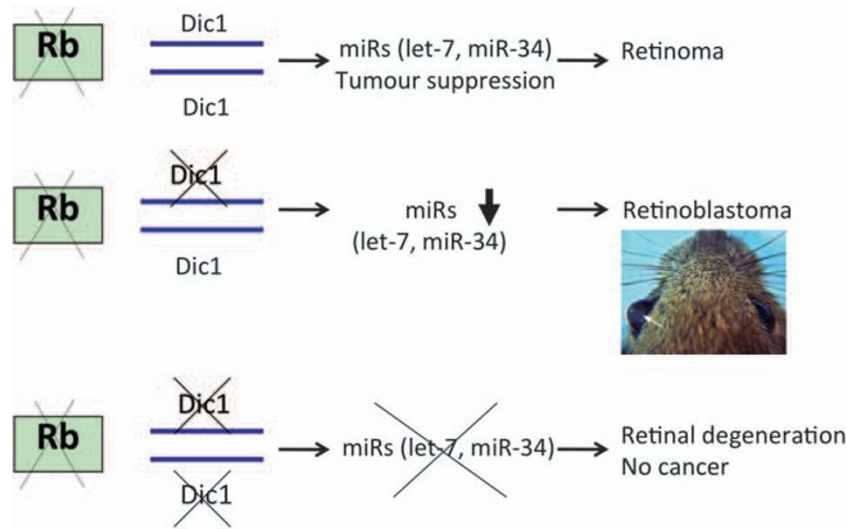 Rb
Dic1
Dic1
miRs (let-7, miR-34)
Tumour suppression
Retinoma
Rb
Dic1
Dic1
miRs
(let-7, miR-34)
Retinoblastoma
Rb
Dic1
Dic1
miRs (let-7, miR-34)
Retinal degeneration
No cancer